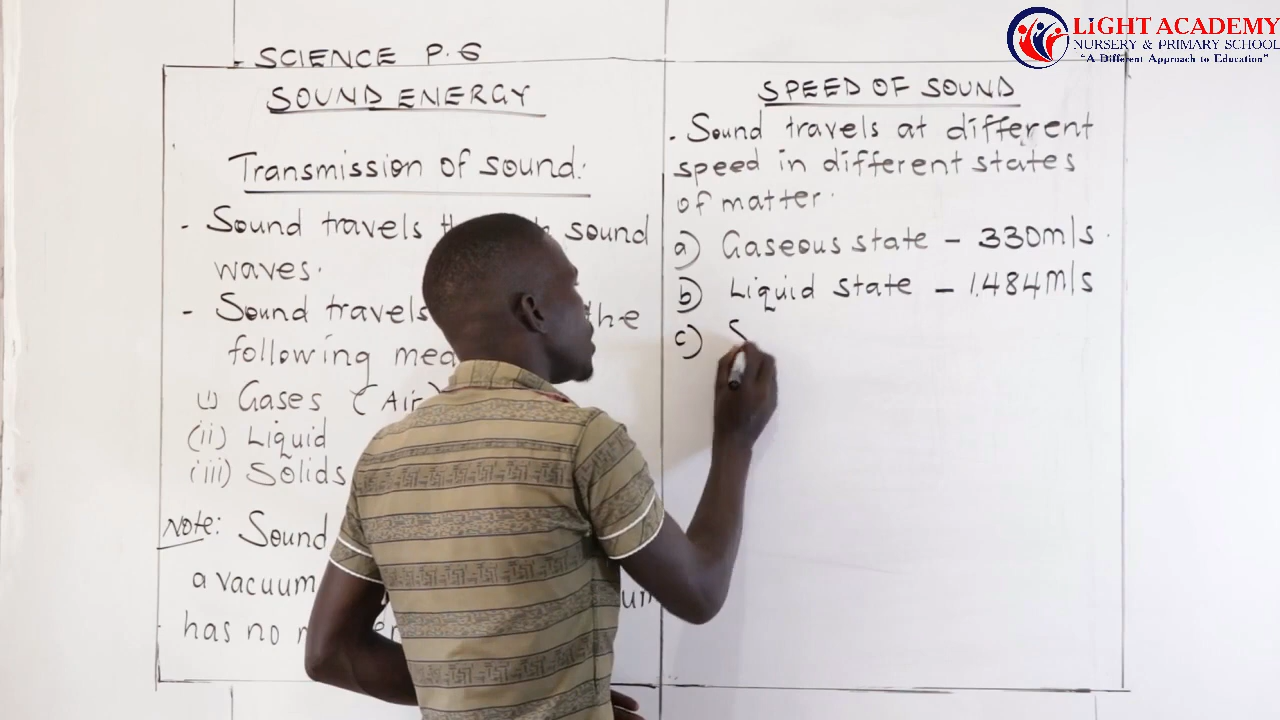 LIGHT ACADEMY
NURSERY & PRIMARY SCHOOL
"A Different Approach to Education"
- SCIENCE P.6
SOUND ENERGY
Transmission of sound.
- Sound travels sound
waves.
- Sound travels the
following
(i) Gases (Air)
(ii) Liquid
(iii) Solids
Note: Sound
a vacuum
has no
SPEED OF SOUND
- Sound travels at different
speed in different states
of matter.
a) Gaseous state - 330m/s.
b) Liquid state - 1,484m/s
c) S